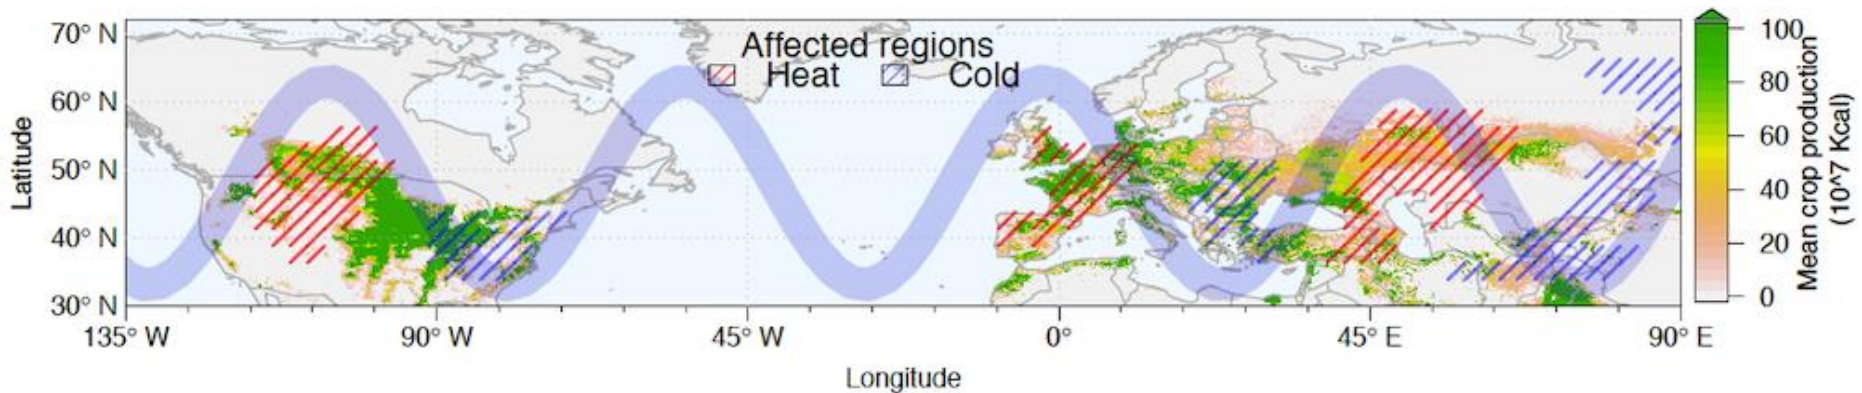 Affected regions
Heat Cold
70° N
60° N
50° N
40° N
30° N
Latitude
135° W 90° W 45° W 0° 45° E 90° E
Longitude
100
80
60
40
20
0
Mean crop production
(10^7 Kcal)